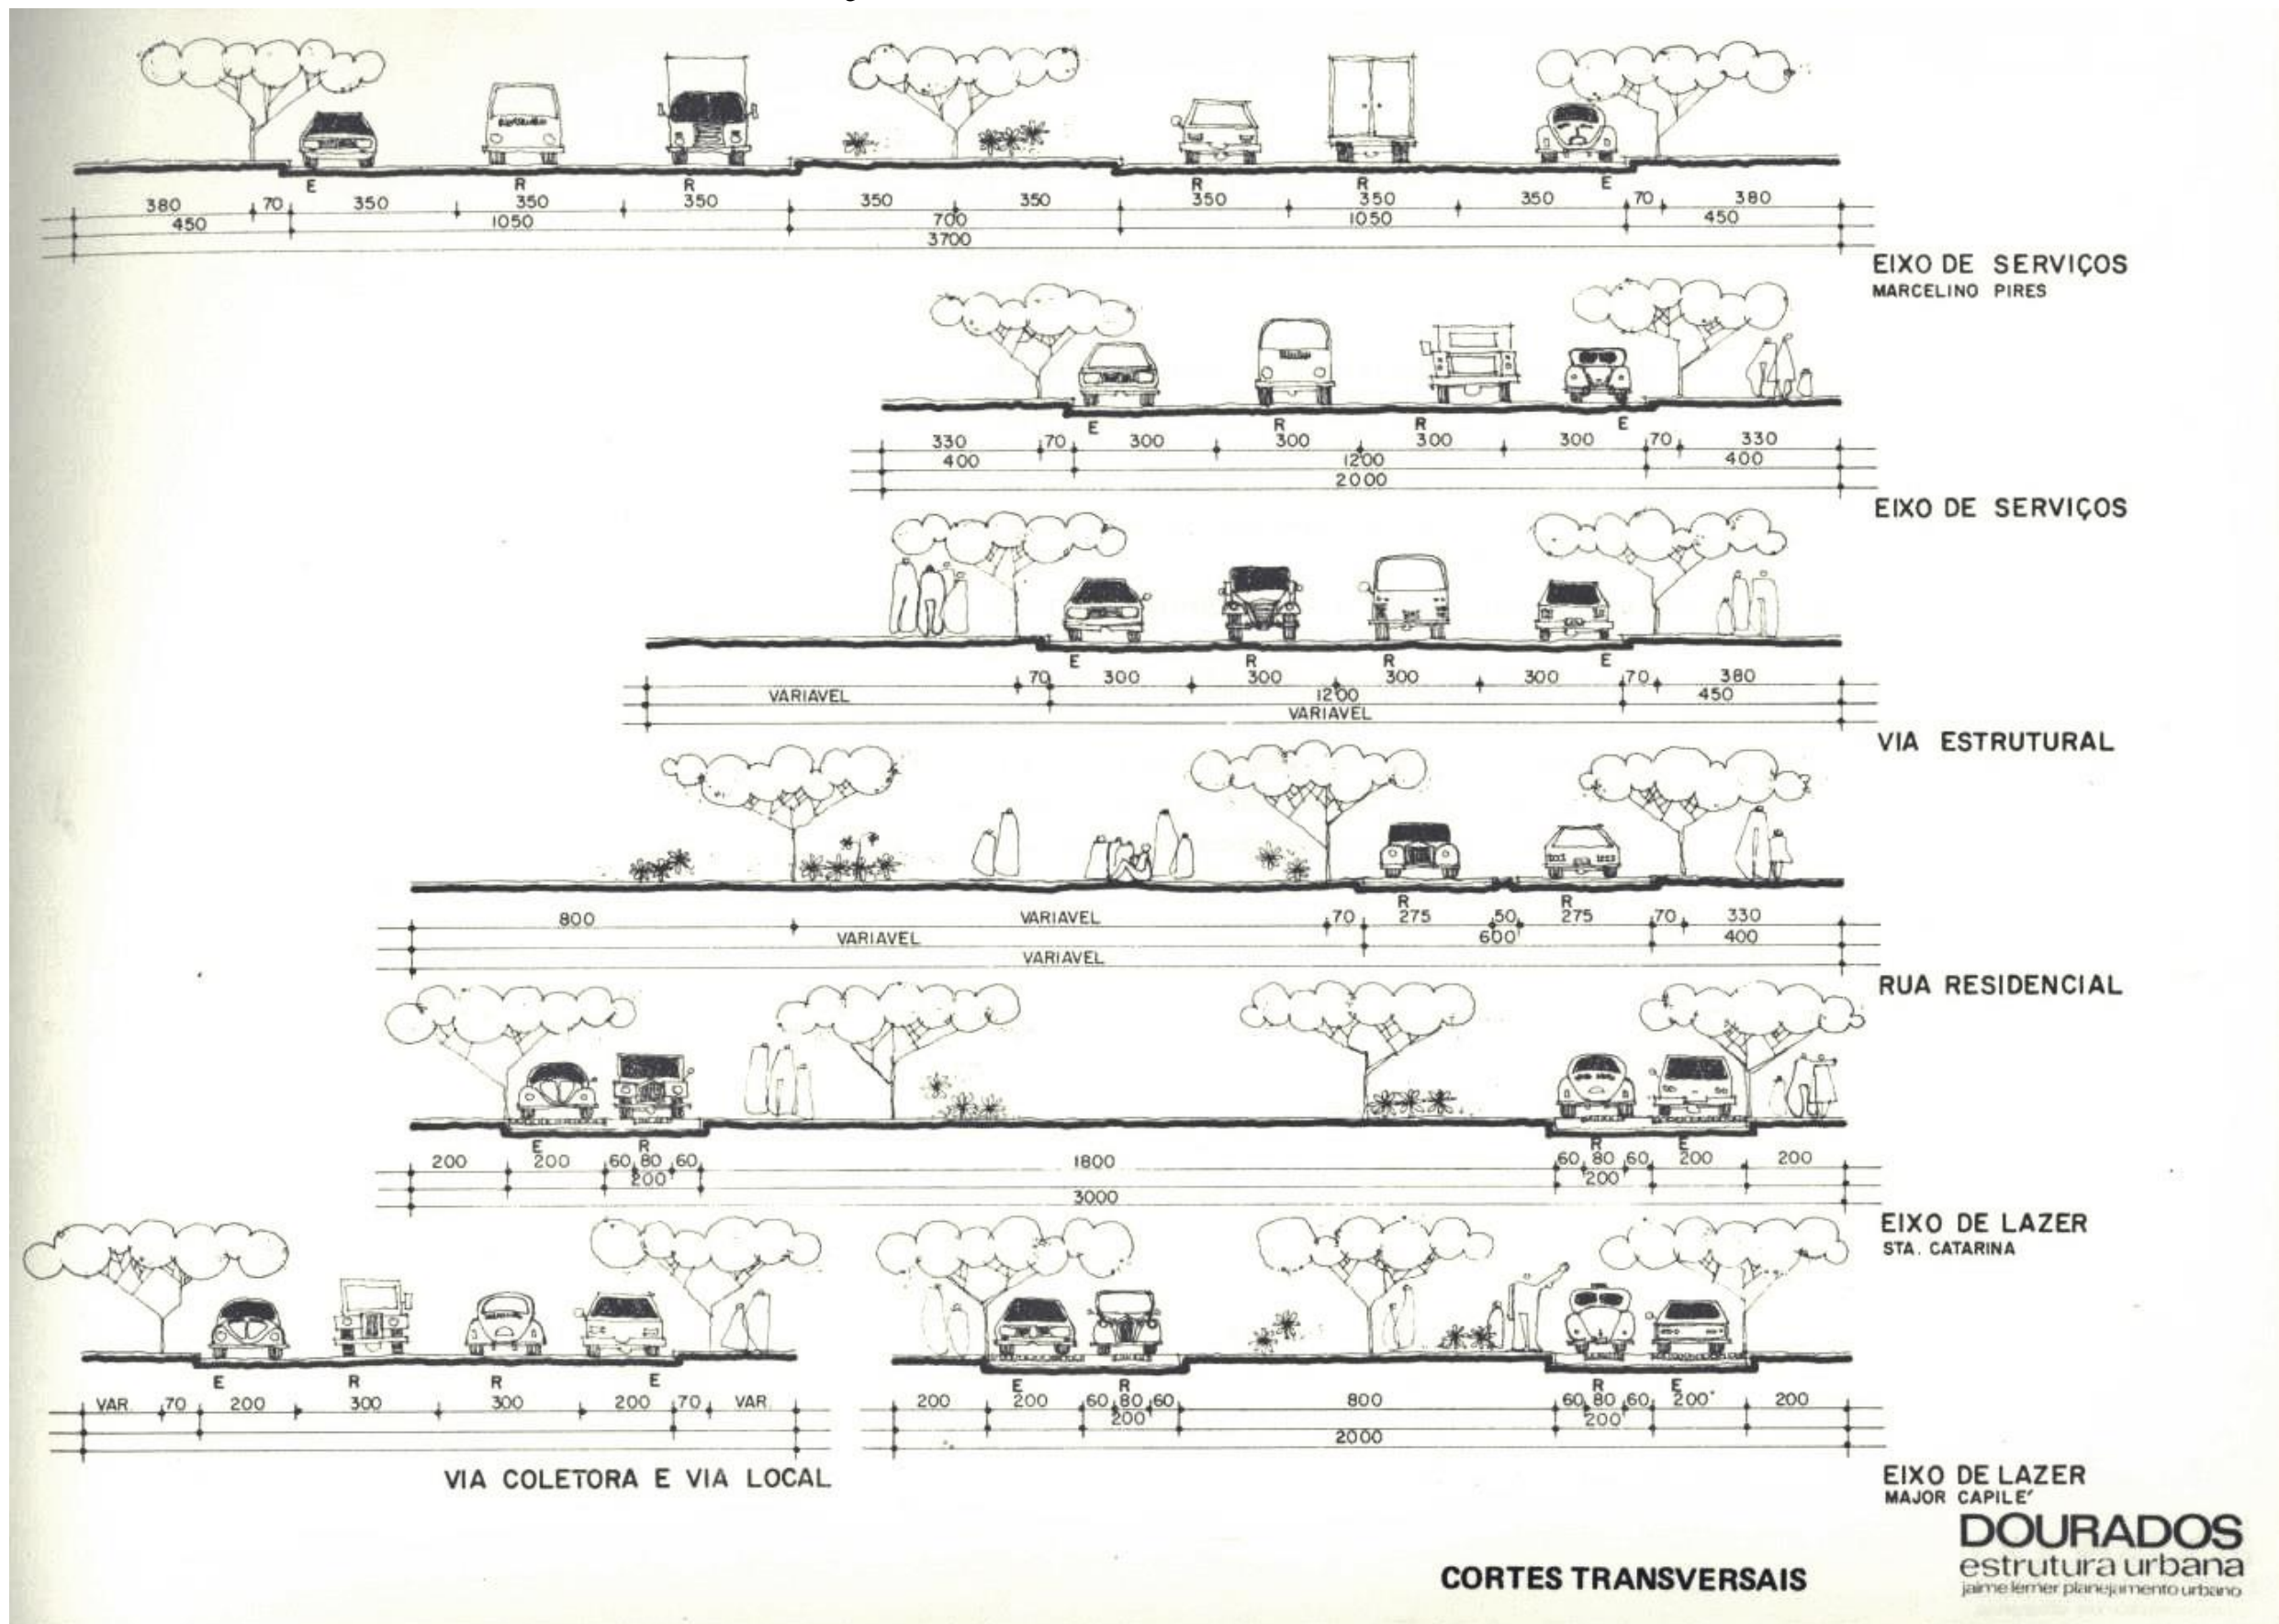 E R R R R E
380 70 350 350 350 350 350 350 350 350 70 380
450 1050 700 1050 450
3700
EIXO DE SERVIÇOS
MARCELINO PIRES
E R R E
330 70 300 300 300 300 70 330
400 1200 400
2000
EIXO DE SERVIÇOS
E R R E
70 300 300 300 300 70 380
VARIAVEL 1200 450
VARIAVEL
VIA ESTRUTURAL
R R
800 VARIAVEL 70 275 50 275 70 330
VARIAVEL 600 400
VARIAVEL
RUA RESIDENCIAL
E R R E
200 200 60 80 60 1800 60 80 60 200 200
200 200
3000
EIXO DE LAZER
STA. CATARINA
E R R E
VAR. 70 200 300 300 200 70 VAR.
VIA COLETORA E VIA LOCAL
E R R E
200 200 60 80 60 800 60 80 60 200 200
200 200
2000
EIXO DE LAZER
MAJOR CAPILÉ
CORTES TRANSVERSAIS
DOURADOS
estrutura urbana
jaime lerner planejamento urbano